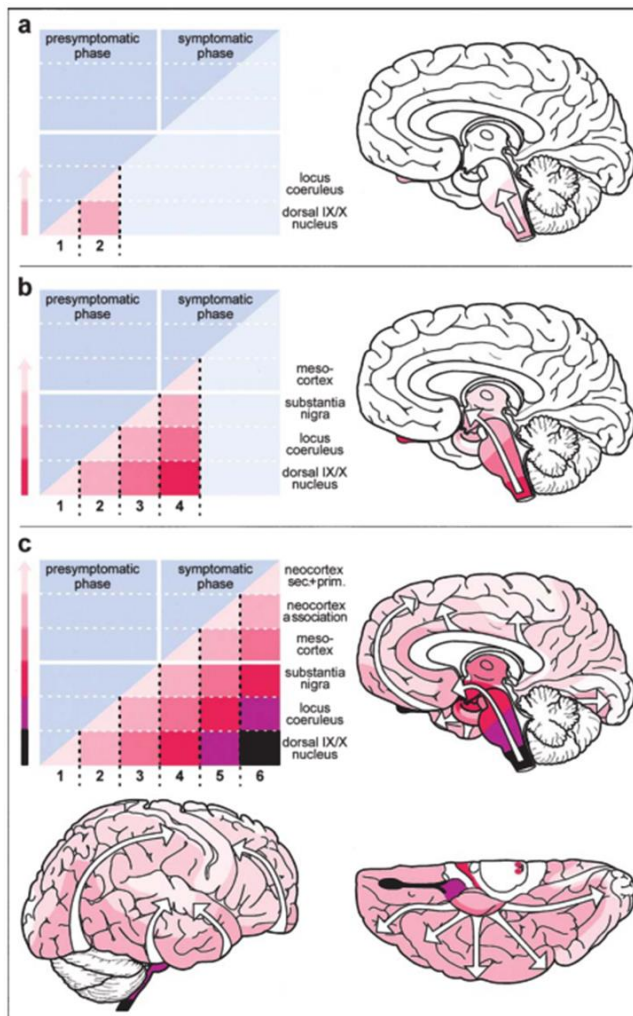 a
presymptomatic
phase
symptomatic
phase
locus
coeruleus
dorsal IX/X
nucleus
1 2
b
presymptomatic
phase
symptomatic
phase
meso-
cortex
substantia
nigra
locus
coeruleus
dorsal IX/X
nucleus
1 2 3 4
c
presymptomatic
phase
symptomatic
phase
neocortex
sec.+prim.
neocortex
association
meso-
cortex
substantia
nigra
locus
coeruleus
dorsal IX/X
nucleus
1 2 3 4 5 6